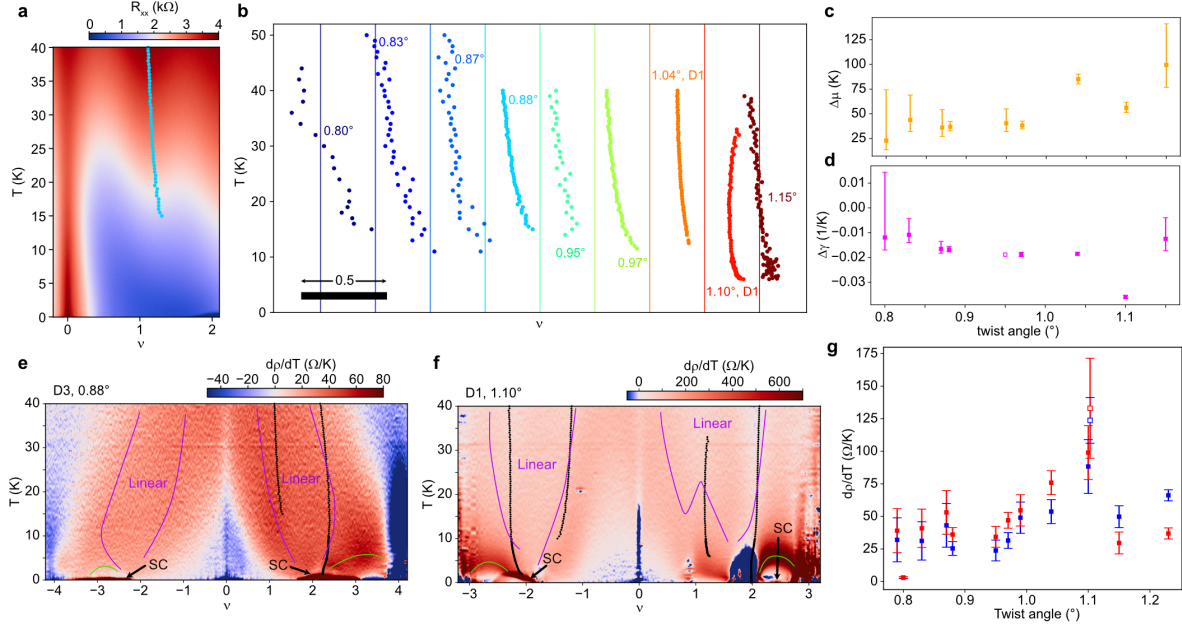 a
R_xx (kΩ)
0 1 2 3 4
T (K)
40
35
30
25
20
15
10
5
0
0 1 2
ν
b
T (K)
50
40
30
20
10
0
0.80°
0.83°
0.87°
0.88°
0.95°
0.97°
1.04°, D1
1.10°, D1
1.15°
0.5
ν
c
Δμ (K)
125
100
75
50
25
d
Δγ (1/K)
0.01
0.00
−0.01
−0.02
−0.03
0.8 0.9 1.0 1.1
twist angle (°)
e
D3, 0.88°
dρ/dT (Ω/K)
−40 0 40 80
T (K)
40
30
20
10
0
Linear
Linear
SC
SC
−4 −3 −2 −1 0 1 2 3 4
ν
f
D1, 1.10°
dρ/dT (Ω/K)
0 200 400 600
T (K)
40
35
30
25
20
15
10
5
0
Linear
Linear
SC
SC
−3 −2 −1 0 1 2 3
ν
g
dρ/dT (Ω/K)
175
150
125
100
75
50
25
0
0.8 0.9 1.0 1.1 1.2
Twist angle (°)